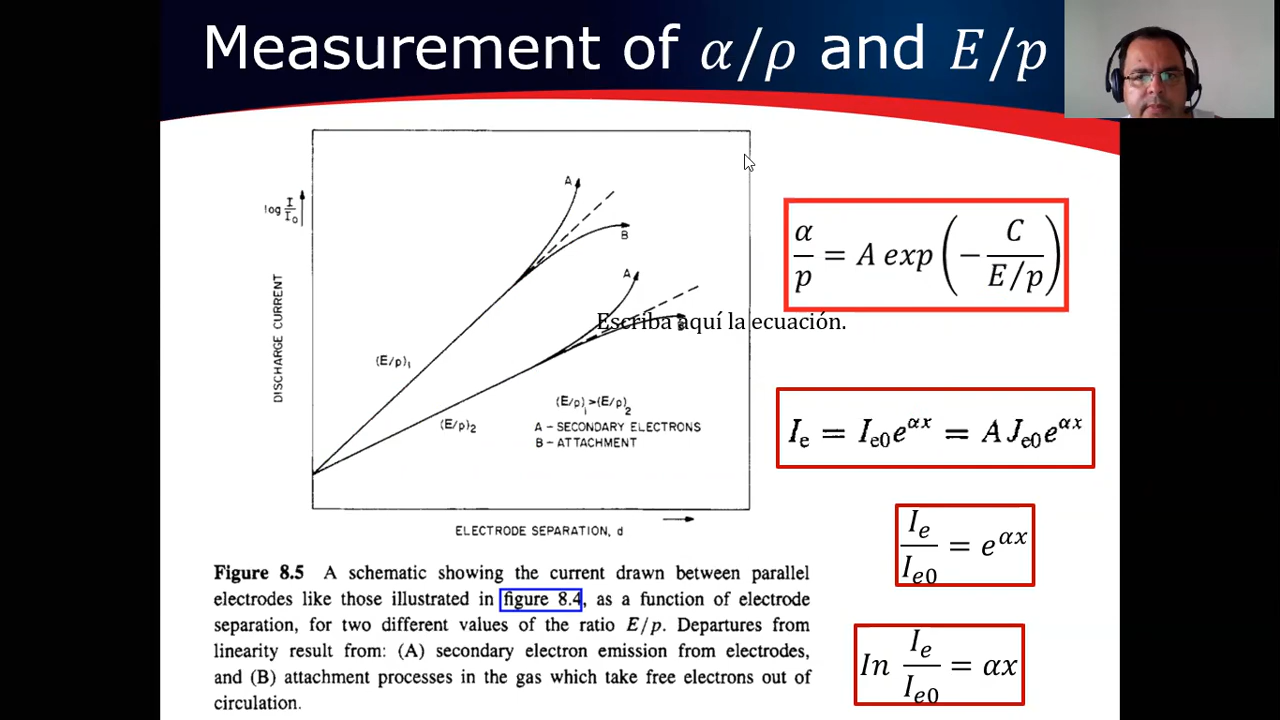 Measurement of α/ρ and E/p
log I/I₀
A
B
A
B
DISCHARGE CURRENT
(E/p)₁
(E/p)₂
(E/p)₁>(E/p)₂
A – SECONDARY ELECTRONS
B – ATTACHMENT
ELECTRODE SEPARATION, d
Escriba aquí la ecuación.
α/p = A exp(−C/(E/p))
Iₑ = Iₑ₀e^{αx} = A Jₑ₀e^{αx}
Iₑ/Iₑ₀ = e^{αx}
In Iₑ/Iₑ₀ = αx
Figure 8.5 A schematic showing the current drawn between parallel
electrodes like those illustrated in figure 8.4, as a function of electrode
separation, for two different values of the ratio E/p. Departures from
linearity result from: (A) secondary electron emission from electrodes,
and (B) attachment processes in the gas which take free electrons out of
circulation.